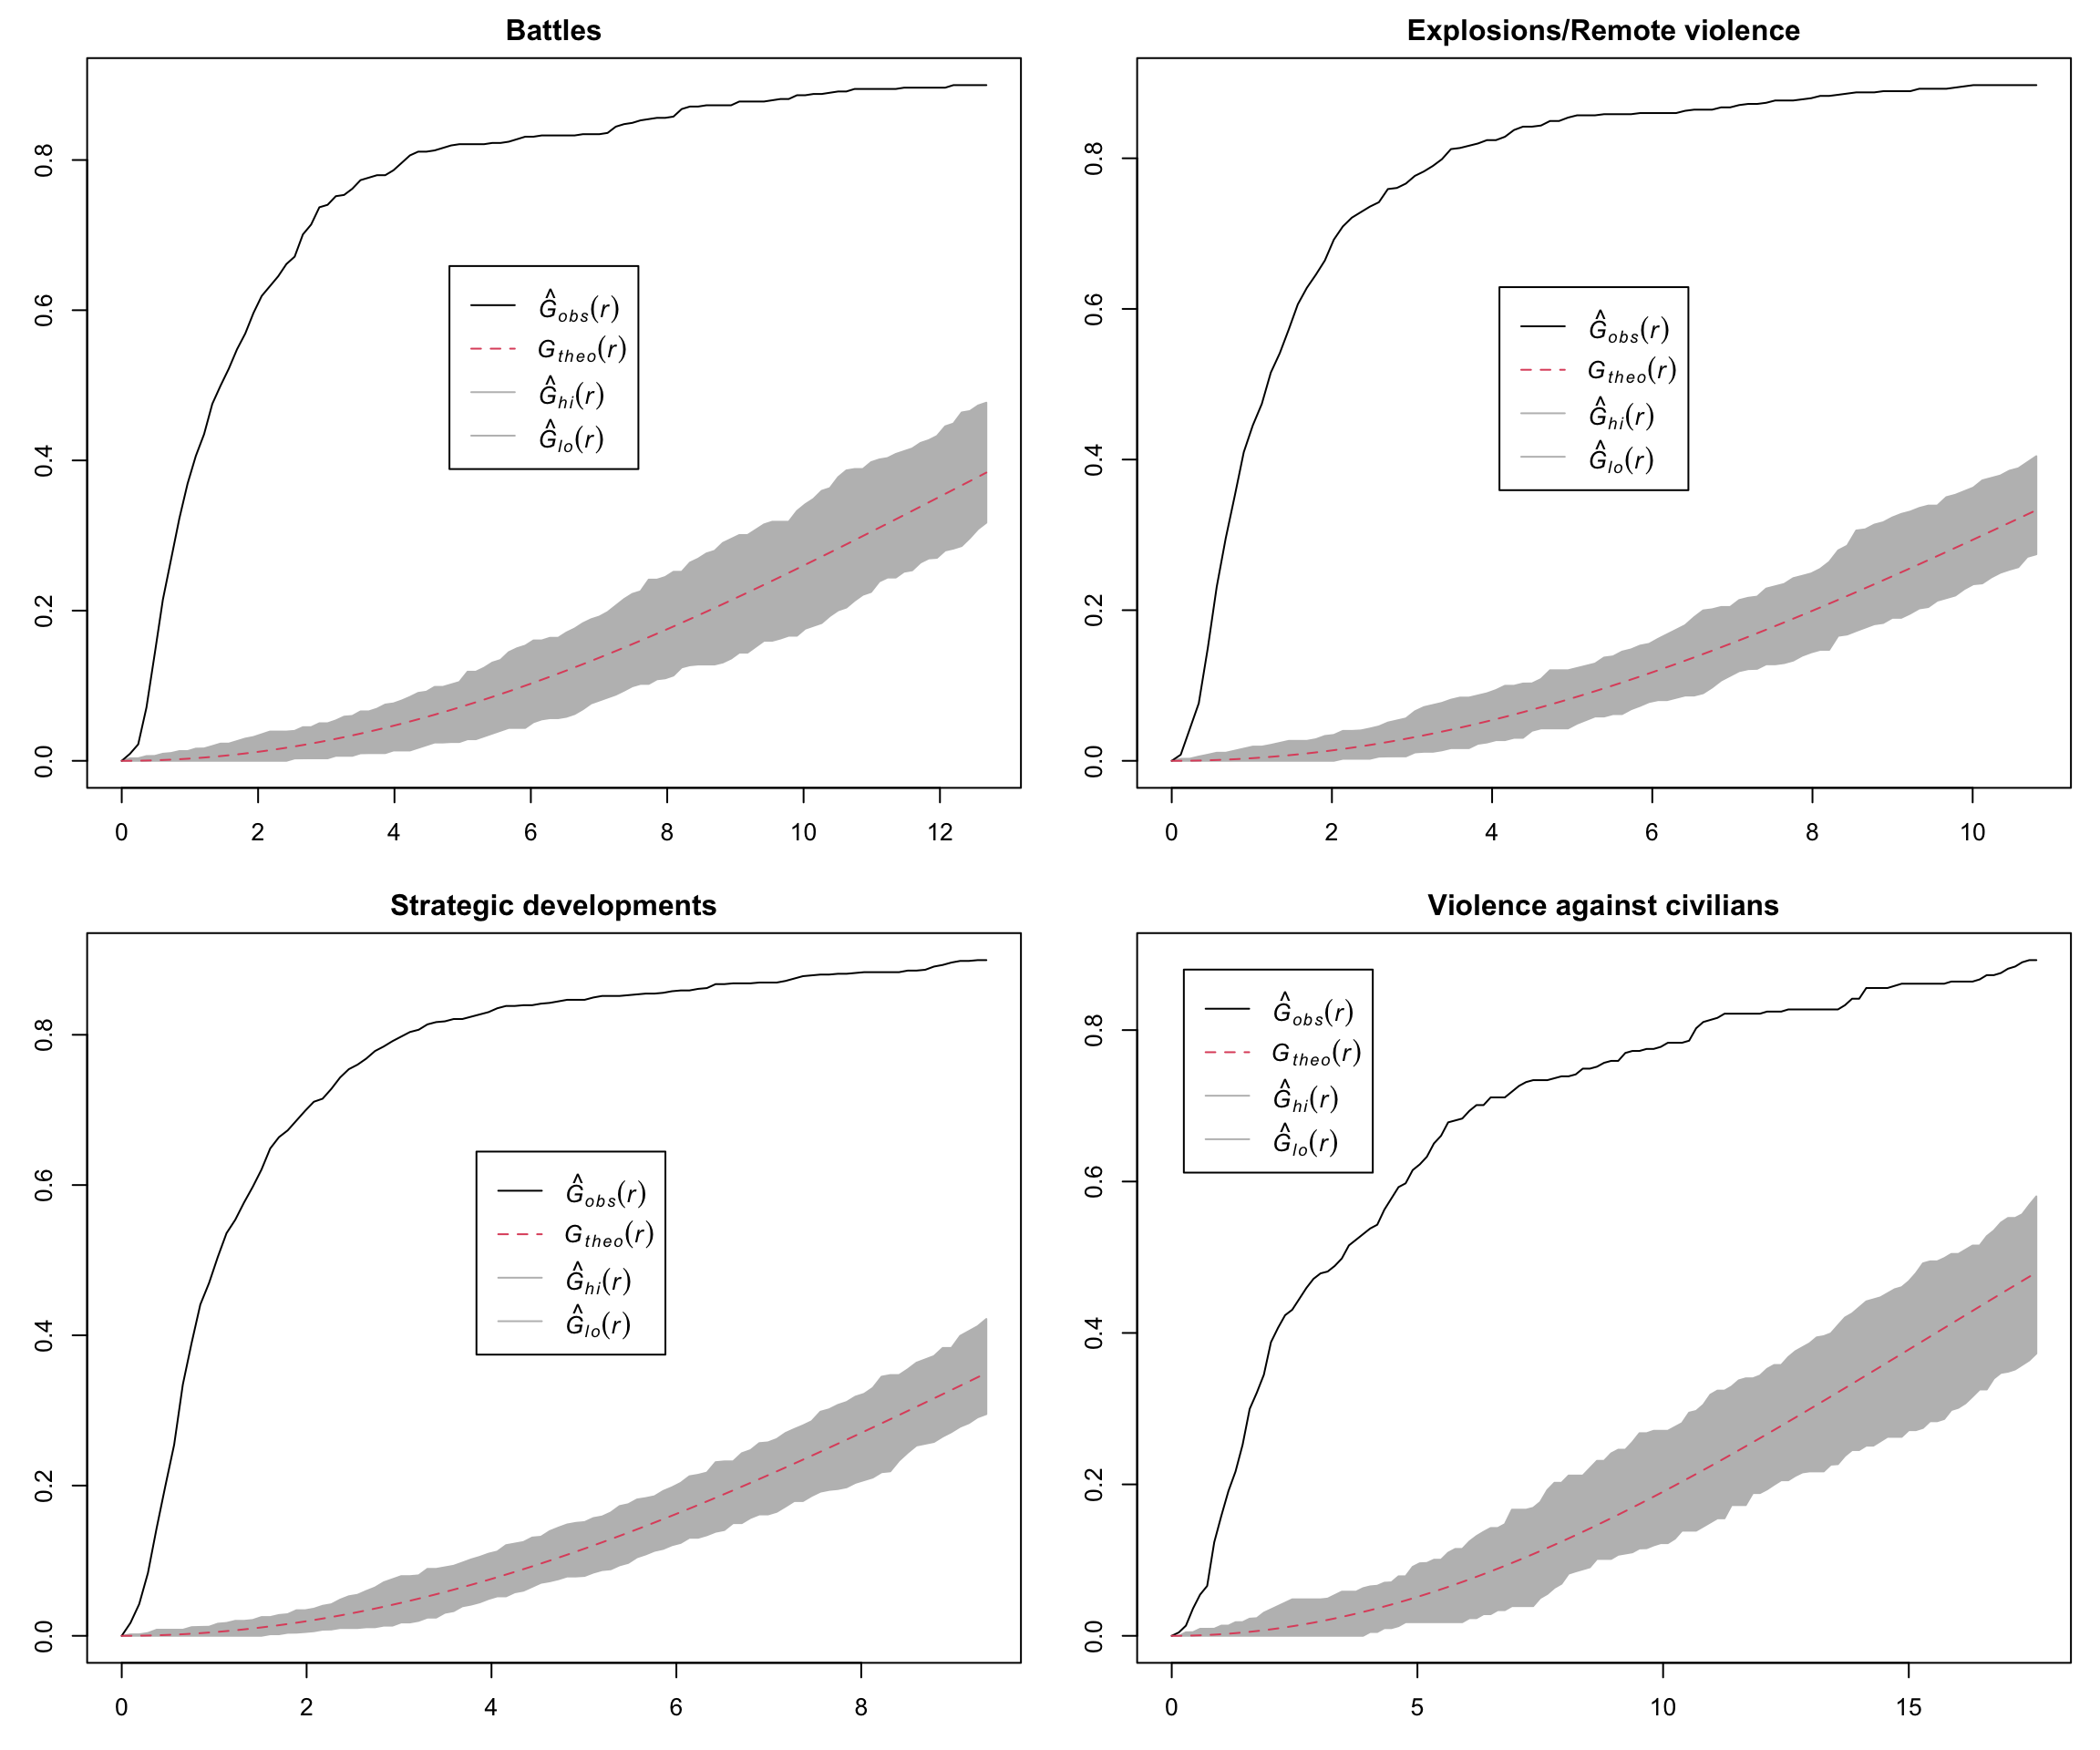 Battles
0.8
0.6
0.4
0.2
0.0
Ĝobs(r)
Gtheo(r)
Ĝhi(r)
Ĝlo(r)
0 2 4 6 8 10 12
Explosions/Remote violence
0.8
0.6
0.4
0.2
0.0
Ĝobs(r)
Gtheo(r)
Ĝhi(r)
Ĝlo(r)
0 2 4 6 8 10
Strategic developments
0.8
0.6
0.4
0.2
0.0
Ĝobs(r)
Gtheo(r)
Ĝhi(r)
Ĝlo(r)
0 2 4 6 8
Violence against civilians
0.8
0.6
0.4
0.2
0.0
Ĝobs(r)
Gtheo(r)
Ĝhi(r)
Ĝlo(r)
0 5 10 15